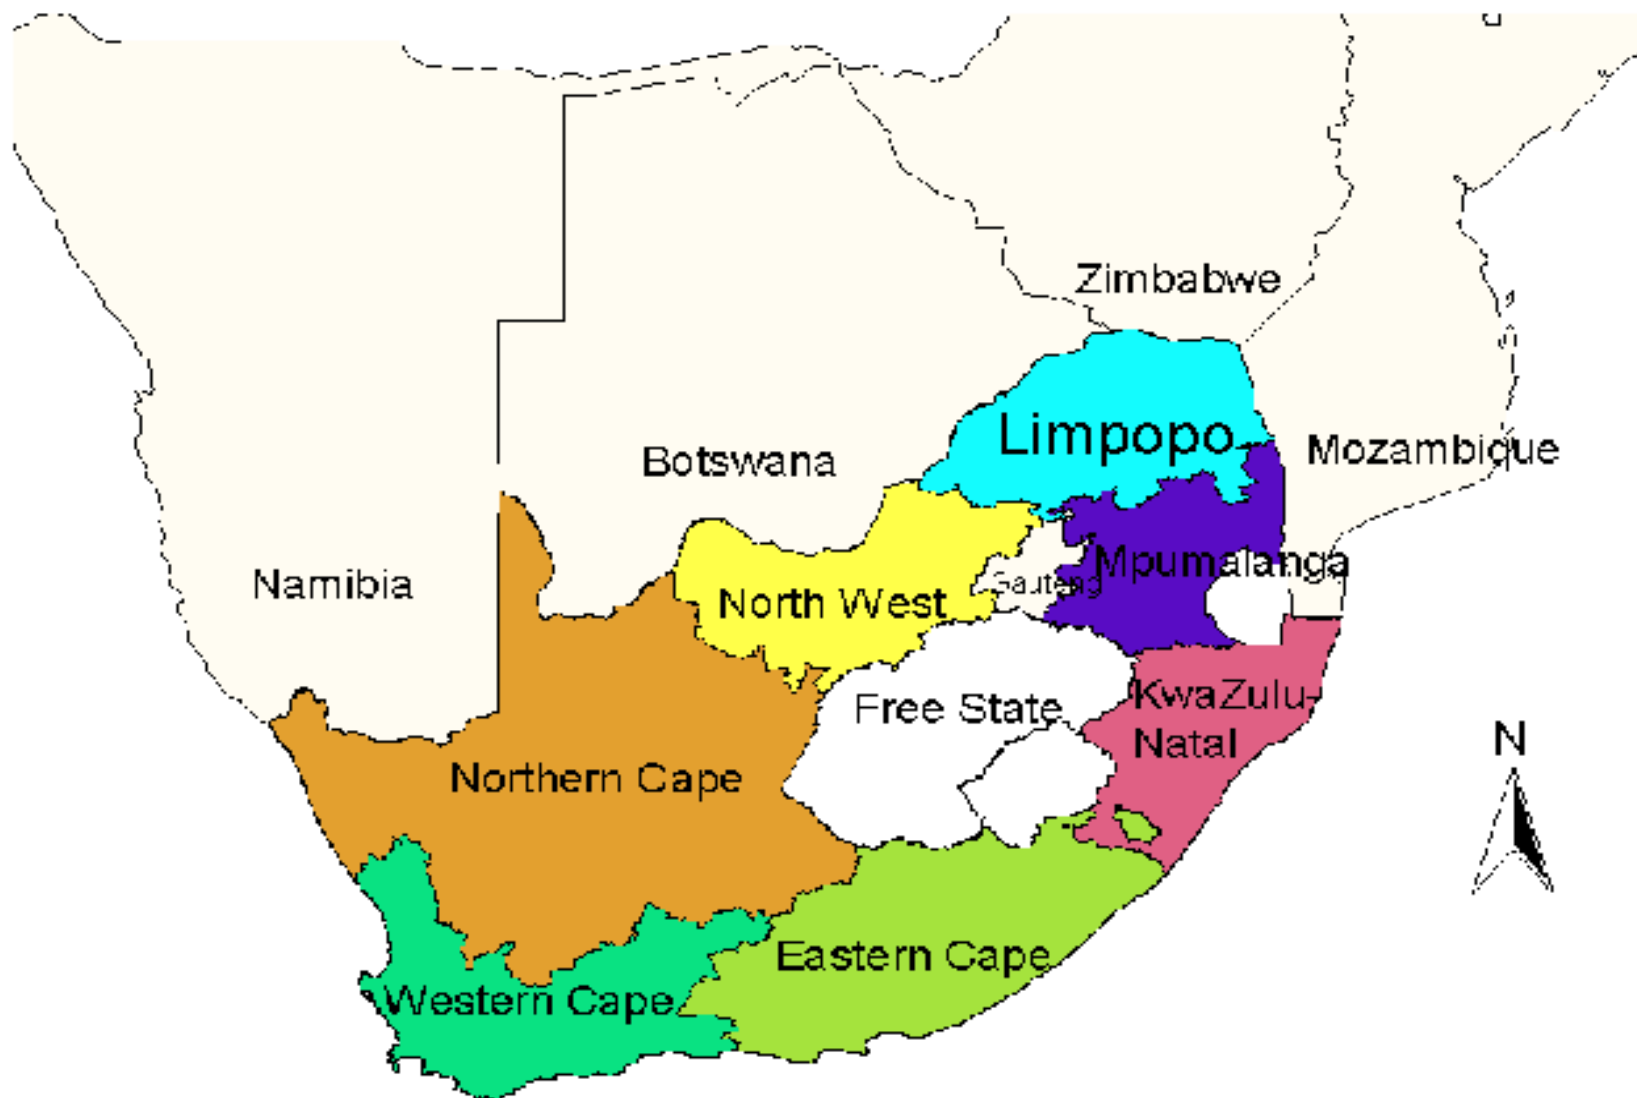 Zimbabwe
Limpopo
Botswana
Mozambique
Namibia
North West
Gauteng
Mpumalanga
Free State
KwaZulu-
Natal
N
Northern Cape
Eastern Cape
Western Cape